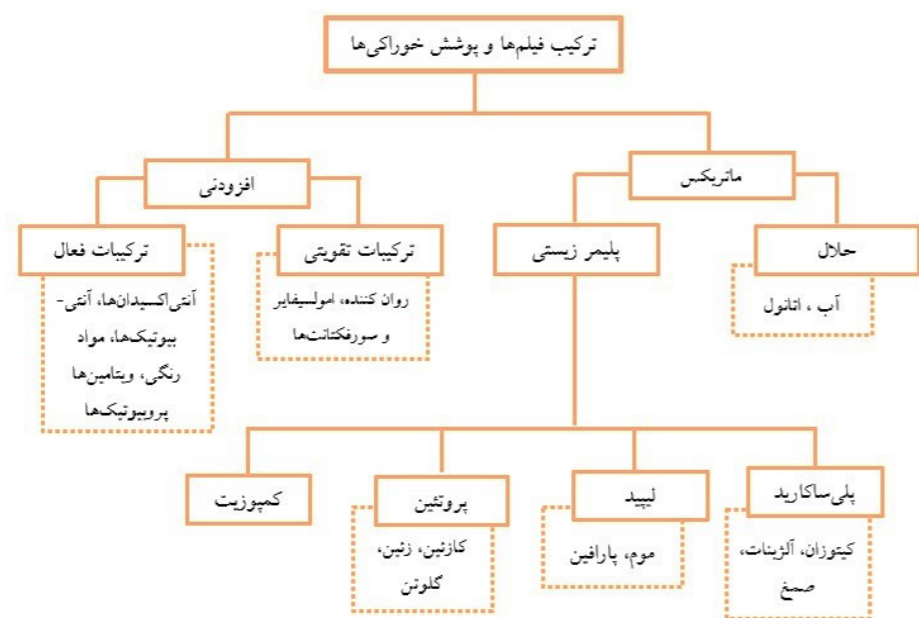 ترکیب فیلم‌ها و پوشش خوراکی‌ها
ماتریکس
افزودنی
حلال
آب ، اتانول
پلیمر زیستی
ترکیبات تقویتی
روان کننده، امولسیفایر
و سورفکتانت‌ها
ترکیبات فعال
آنتی‌اکسیدان‌ها، آنتی-
بیوتیک‌ها، مواد
رنگی، ویتامین‌ها
پروبیوتیک‌ها
پلی‌ساکارید
کیتوزان، آلژینات،
صمغ
لیپید
موم، پارافین
پروتئین
کازئین، زئین،
گلوتن
کمپوزیت